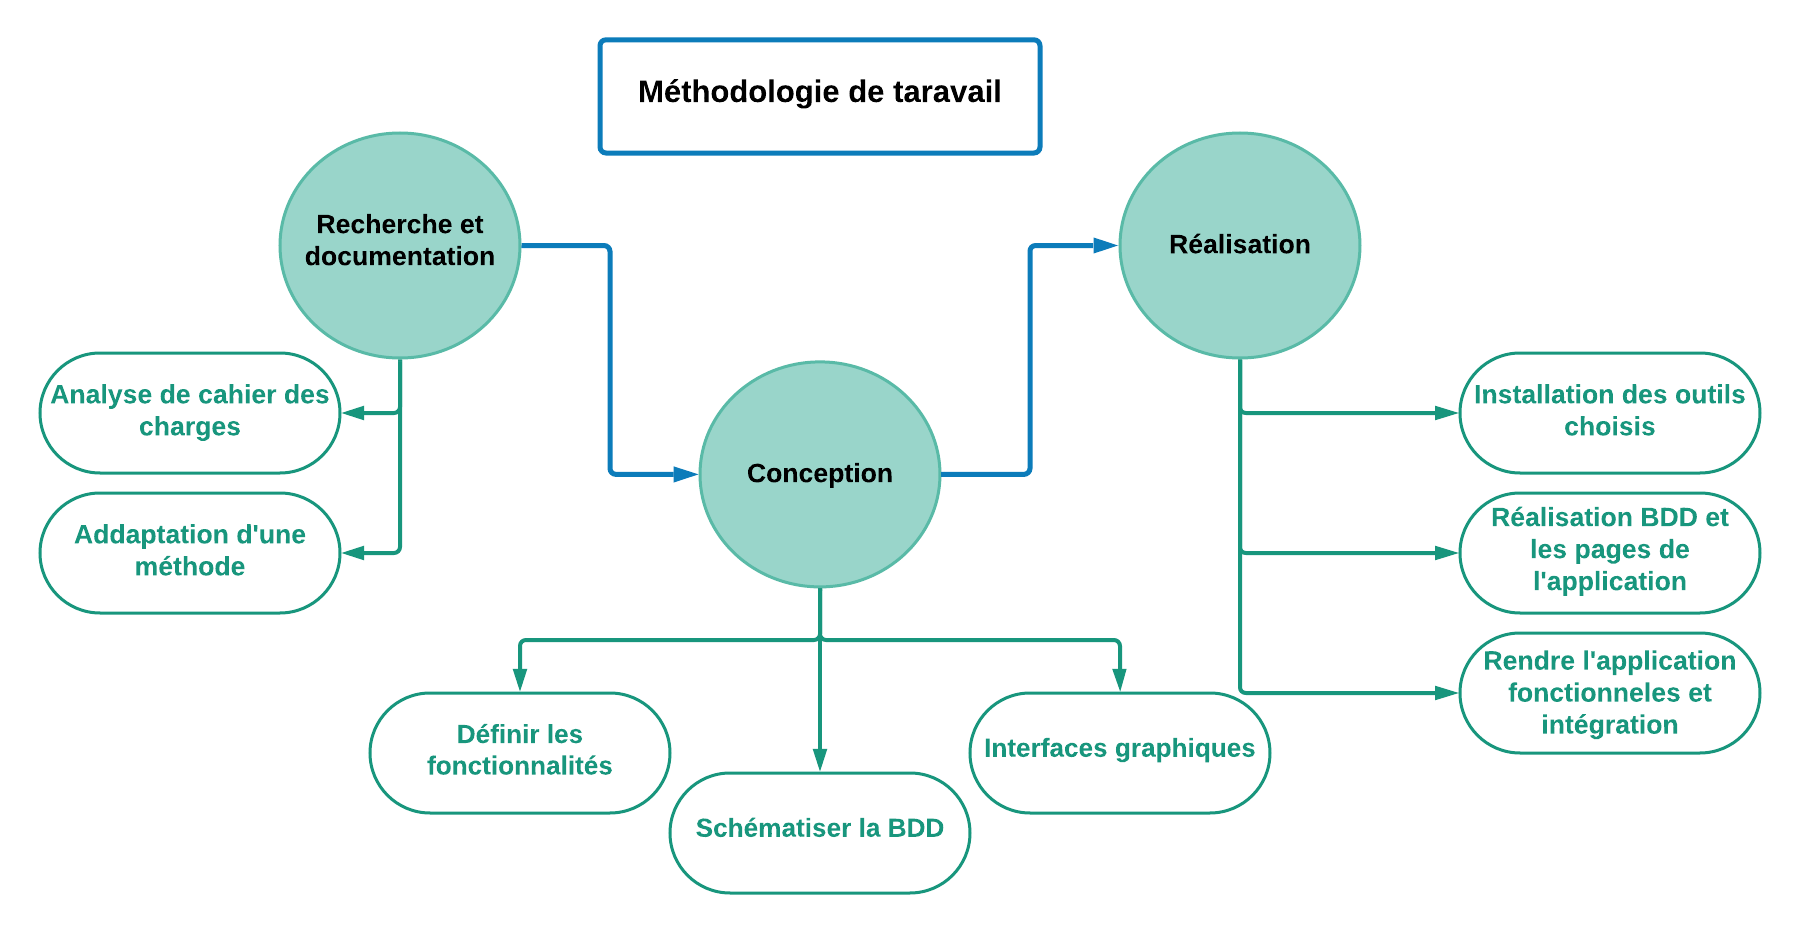 Méthodologie de taravail
Recherche et
documentation
Réalisation
Conception
Analyse de cahier des
charges
Addaptation d'une
méthode
Installation des outils
choisis
Réalisation BDD et
les pages de
l'application
Rendre l'application
fonctionneles et
intégration
Définir les
fonctionnalités
Schématiser la BDD
Interfaces graphiques